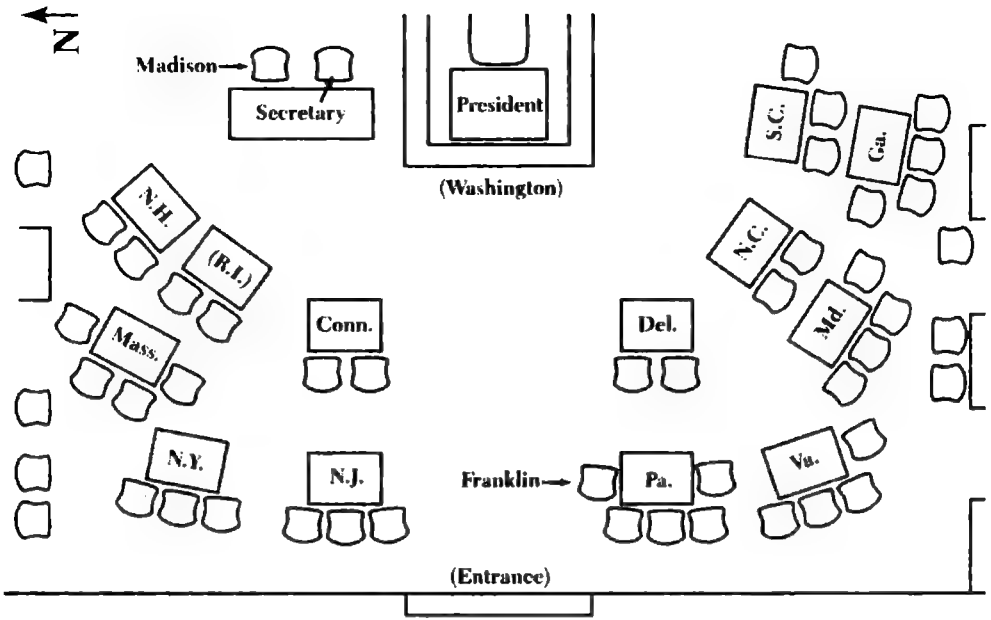 N
Madison
Secretary
President
(Washington)
S.C.
Ga.
N.H.
(R.I.)
N.C.
Mass.
Conn.
Del.
Md.
N.Y.
N.J.
Franklin
Pa.
Va.
(Entrance)